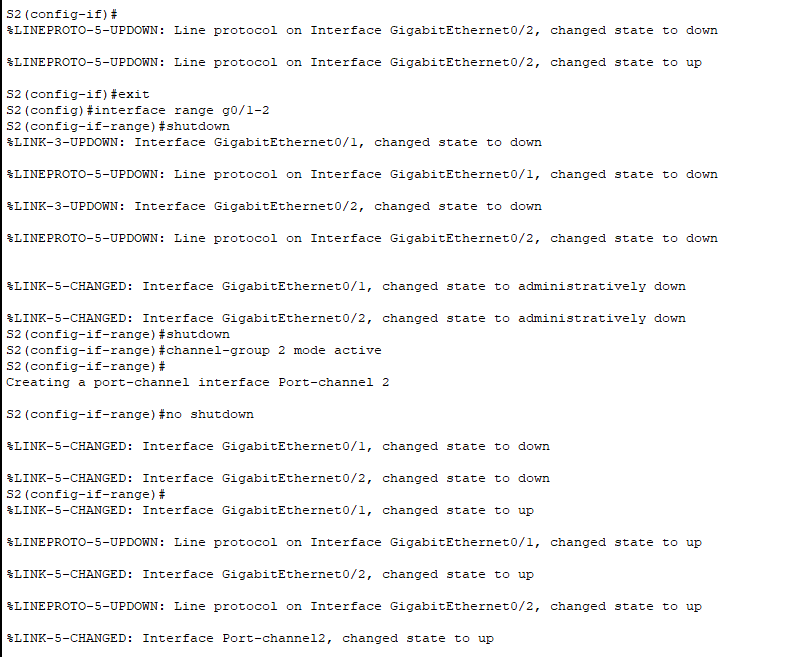 S2(config-if)#
%LINEPROTO-5-UPDOWN: Line protocol on Interface GigabitEthernet0/2, changed state to down
%LINEPROTO-5-UPDOWN: Line protocol on Interface GigabitEthernet0/2, changed state to up
S2(config-if)#exit
S2(config)#interface range g0/1-2
S2(config-if-range)#shutdown
%LINK-3-UPDOWN: Interface GigabitEthernet0/1, changed state to down
%LINEPROTO-5-UPDOWN: Line protocol on Interface GigabitEthernet0/1, changed state to down
%LINK-3-UPDOWN: Interface GigabitEthernet0/2, changed state to down
%LINEPROTO-5-UPDOWN: Line protocol on Interface GigabitEthernet0/2, changed state to down
%LINK-5-CHANGED: Interface GigabitEthernet0/1, changed state to administratively down
%LINK-5-CHANGED: Interface GigabitEthernet0/2, changed state to administratively down
S2(config-if-range)#shutdown
S2(config-if-range)#channel-group 2 mode active
S2(config-if-range)#
Creating a port-channel interface Port-channel 2
S2(config-if-range)#no shutdown
%LINK-5-CHANGED: Interface GigabitEthernet0/1, changed state to down
%LINK-5-CHANGED: Interface GigabitEthernet0/2, changed state to down
S2(config-if-range)#
%LINK-5-CHANGED: Interface GigabitEthernet0/1, changed state to up
%LINEPROTO-5-UPDOWN: Line protocol on Interface GigabitEthernet0/1, changed state to up
%LINK-5-CHANGED: Interface GigabitEthernet0/2, changed state to up
%LINEPROTO-5-UPDOWN: Line protocol on Interface GigabitEthernet0/2, changed state to up
%LINK-5-CHANGED: Interface Port-channel2, changed state to up